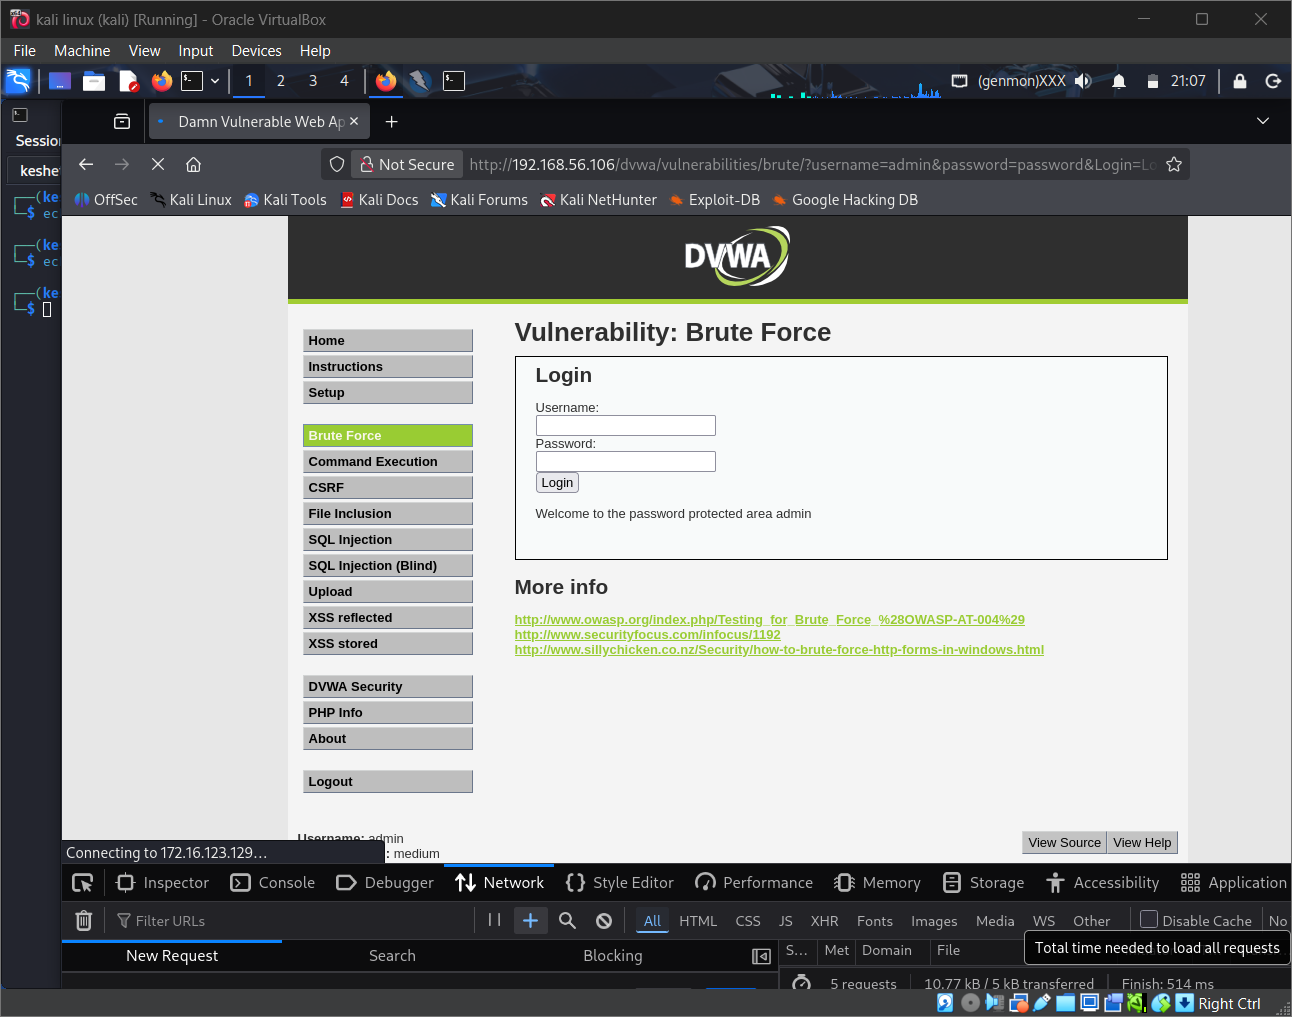 kali linux (kali) [Running] - Oracle VirtualBox
File Machine View Input Devices Help
1 2 3 4 (genmon)XXX 21:07
Sessio
Damn Vulnerable Web Ap
keshe
Not Secure http://192.168.56.106/dvwa/vulnerabilities/brute/?username=admin&password=password&Login=Lo
OffSec Kali Linux Kali Tools Kali Docs Kali Forums Kali NetHunter Exploit-DB Google Hacking DB
(ke
$ ec
(ke
$ ec
(ke
$
DVWA
Home
Instructions
Setup
Brute Force
Command Execution
CSRF
File Inclusion
SQL Injection
SQL Injection (Blind)
Upload
XSS reflected
XSS stored
DVWA Security
PHP Info
About
Logout
Vulnerability: Brute Force
Login
Username:
Password:
Login
Welcome to the password protected area admin
More info
http://www.owasp.org/index.php/Testing_for_Brute_Force_%28OWASP-AT-004%29
http://www.securityfocus.com/infocus/1192
http://www.sillychicken.co.nz/Security/how-to-brute-force-http-forms-in-windows.html
Username: admin
: medium
View Source View Help
Connecting to 172.16.123.129…
Inspector Console Debugger Network Style Editor Performance Memory Storage Accessibility Application
Filter URLs All HTML CSS JS XHR Fonts Images Media WS Other Disable Cache No
New Request Search Blocking S… Met Domain File
Total time needed to load all requests
5 requests 10.77 kB / 5 kB transferred Finish: 514 ms
Right Ctrl